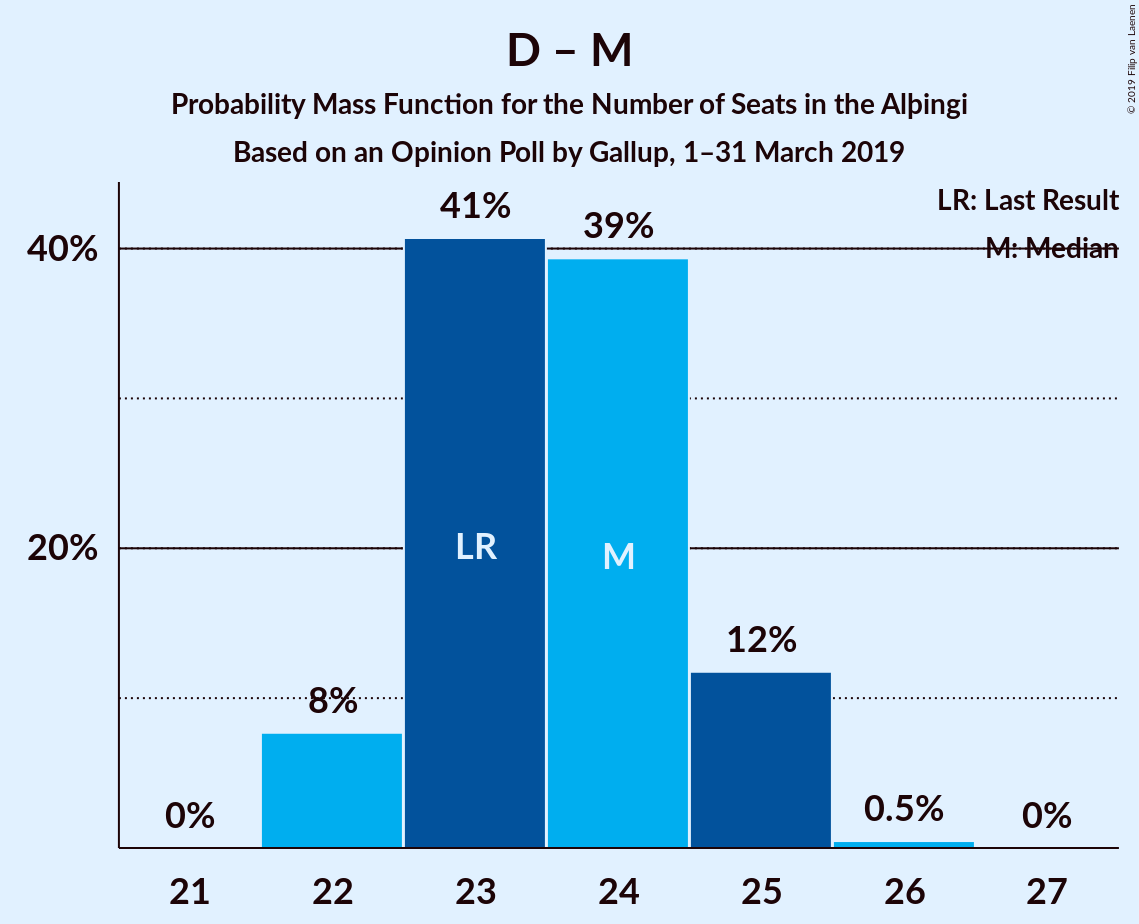 D – M
Probability Mass Function for the Number of Seats in the Alþingi
Based on an Opinion Poll by Gallup, 1–31 March 2019
© 2019 Filip van Laenen
LR: Last Result
M: Median
40%
20%
0%
8%
41%
39%
12%
0.5%
0%
LR
M
21
22
23
24
25
26
27